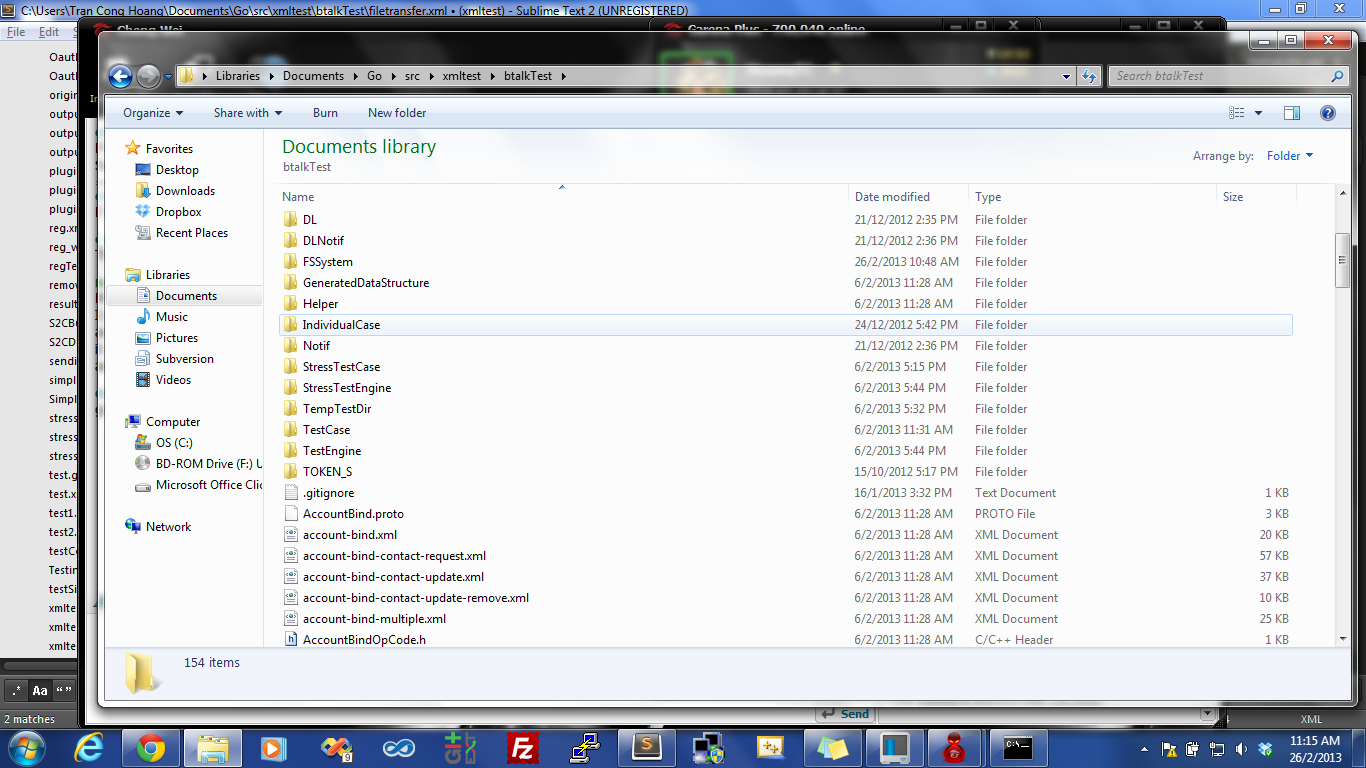 C:\Users\Tran Cong Hoang\Documents\Go\src\xmltest\btalkTest\filetransfer.xml • (xmltest) - Sublime Text 2 (UNREGISTERED)
File Edit
Cheng Wei
Garena Plus - 790,040 online
Libraries Documents Go src xmltest btalkTest
Search btalkTest
Organize Share with Burn New folder
Documents library
btalkTest
Arrange by: Folder
Name Date modified Type Size
DL 21/12/2012 2:35 PM File folder
DLNotif 21/12/2012 2:36 PM File folder
FSSystem 26/2/2013 10:48 AM File folder
GeneratedDataStructure 6/2/2013 11:28 AM File folder
Helper 6/2/2013 11:28 AM File folder
IndividualCase 24/12/2012 5:42 PM File folder
Notif 21/12/2012 2:36 PM File folder
StressTestCase 6/2/2013 5:15 PM File folder
StressTestEngine 6/2/2013 5:44 PM File folder
TempTestDir 6/2/2013 5:32 PM File folder
TestCase 6/2/2013 11:31 AM File folder
TestEngine 6/2/2013 5:44 PM File folder
TOKEN_S 15/10/2012 5:17 PM File folder
.gitignore 16/1/2013 3:32 PM Text Document 1 KB
AccountBind.proto 6/2/2013 11:28 AM PROTO File 3 KB
account-bind.xml 6/2/2013 11:28 AM XML Document 20 KB
account-bind-contact-request.xml 6/2/2013 11:28 AM XML Document 57 KB
account-bind-contact-update.xml 6/2/2013 11:28 AM XML Document 37 KB
account-bind-contact-update-remove.xml 6/2/2013 11:28 AM XML Document 10 KB
account-bind-multiple.xml 6/2/2013 11:28 AM XML Document 25 KB
AccountBindOpCode.h 6/2/2013 11:28 AM C/C++ Header 1 KB
Favorites
Desktop
Downloads
Dropbox
Recent Places
Libraries
Documents
Music
Pictures
Subversion
Videos
Computer
OS (C:)
BD-ROM Drive (F:) U
Microsoft Office Clic
Network
154 items
Oaut
Oaut
origin
outpu
outpu
outpu
plugin
plugin
plugin
reg.x
reg_w
regTe
remov
result
S2CB
S2CD
sendi
simpl
Simpl
stress
stress
stress
test.g
test.x
test1.
test2.
testCo
Testin
testSi
xmlte
xmlte
xmlte
.* Aa “ ”
2 matches
Send
XML
9
11:15 AM
26/2/2013